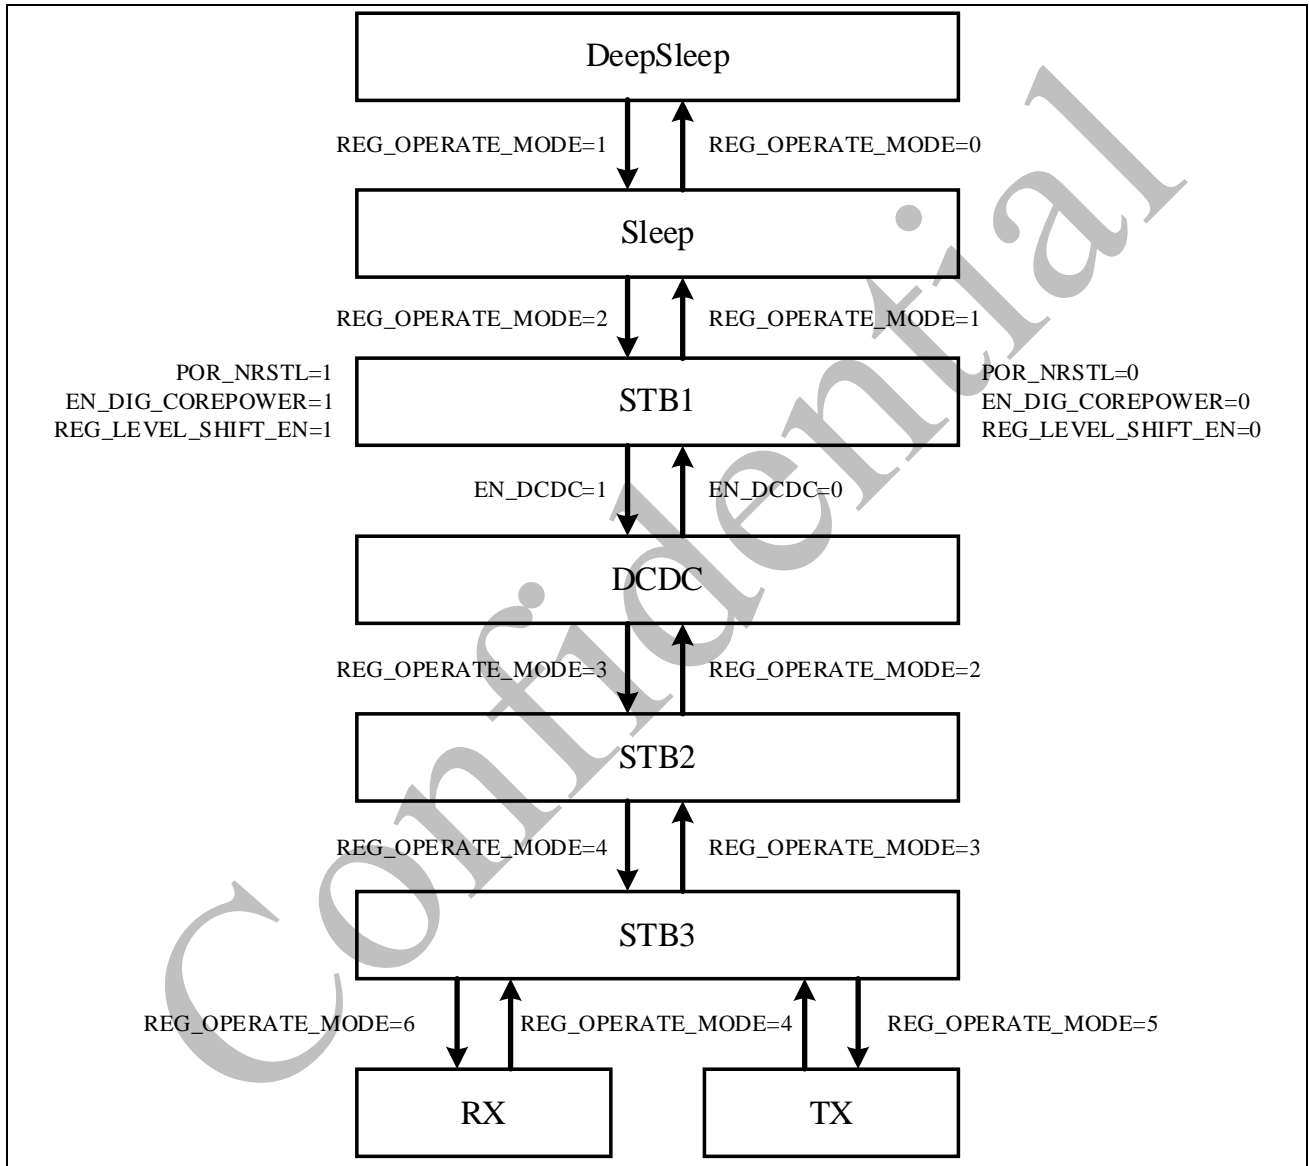 DeepSleep
REG_OPERATE_MODE=1
REG_OPERATE_MODE=0
Sleep
REG_OPERATE_MODE=2
REG_OPERATE_MODE=1
POR_NRSTL=1
EN_DIG_COREPOWER=1
REG_LEVEL_SHIFT_EN=1
STB1
POR_NRSTL=0
EN_DIG_COREPOWER=0
REG_LEVEL_SHIFT_EN=0
EN_DCDC=1
EN_DCDC=0
DCDC
REG_OPERATE_MODE=3
REG_OPERATE_MODE=2
STB2
REG_OPERATE_MODE=4
REG_OPERATE_MODE=3
STB3
REG_OPERATE_MODE=6
REG_OPERATE_MODE=4
REG_OPERATE_MODE=5
RX
TX
Confidential